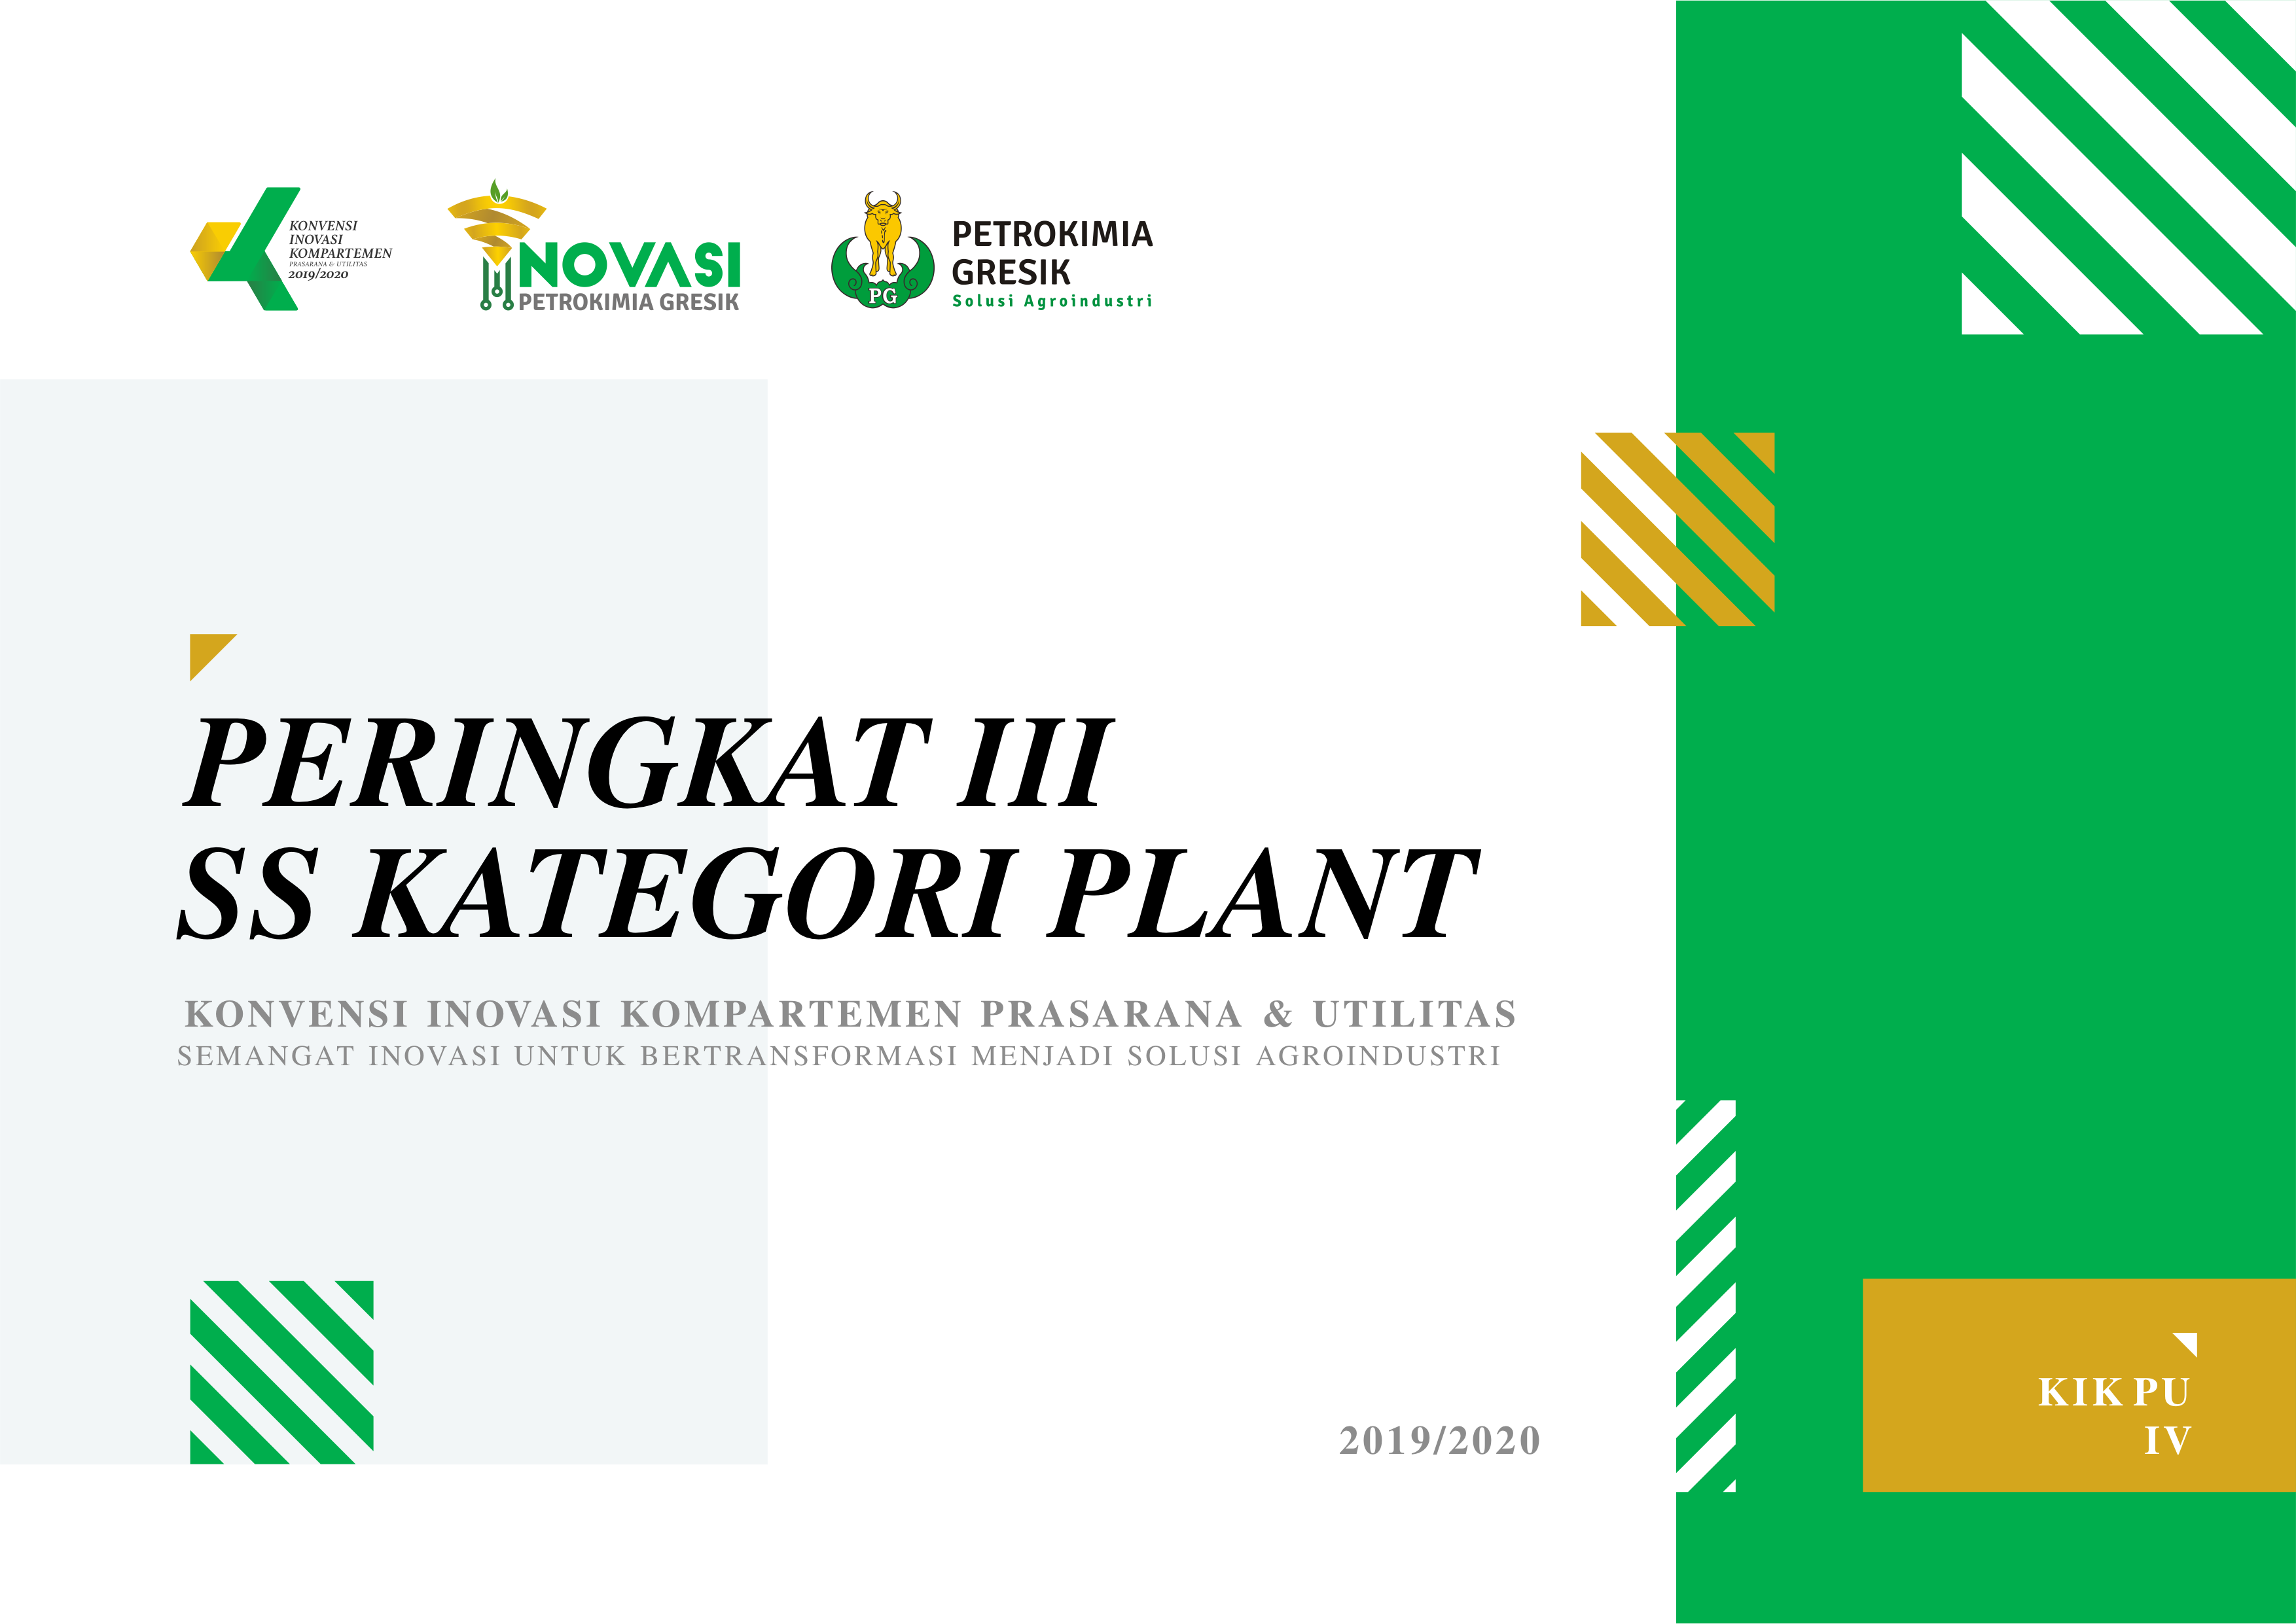 KONVENSI
INOVASI
KOMPARTEMEN
PRASARANA & UTILITAS
2019/2020
INOVASI
PETROKIMIA GRESIK
PG
PETROKIMIA
GRESIK
Solusi Agroindustri
PERINGKAT III
SS KATEGORI PLANT
KONVENSI INOVASI KOMPARTEMEN PRASARANA & UTILITAS
SEMANGAT INOVASI UNTUK BERTRANSFORMASI MENJADI SOLUSI AGROINDUSTRI
2019/2020
KIK PU
IV